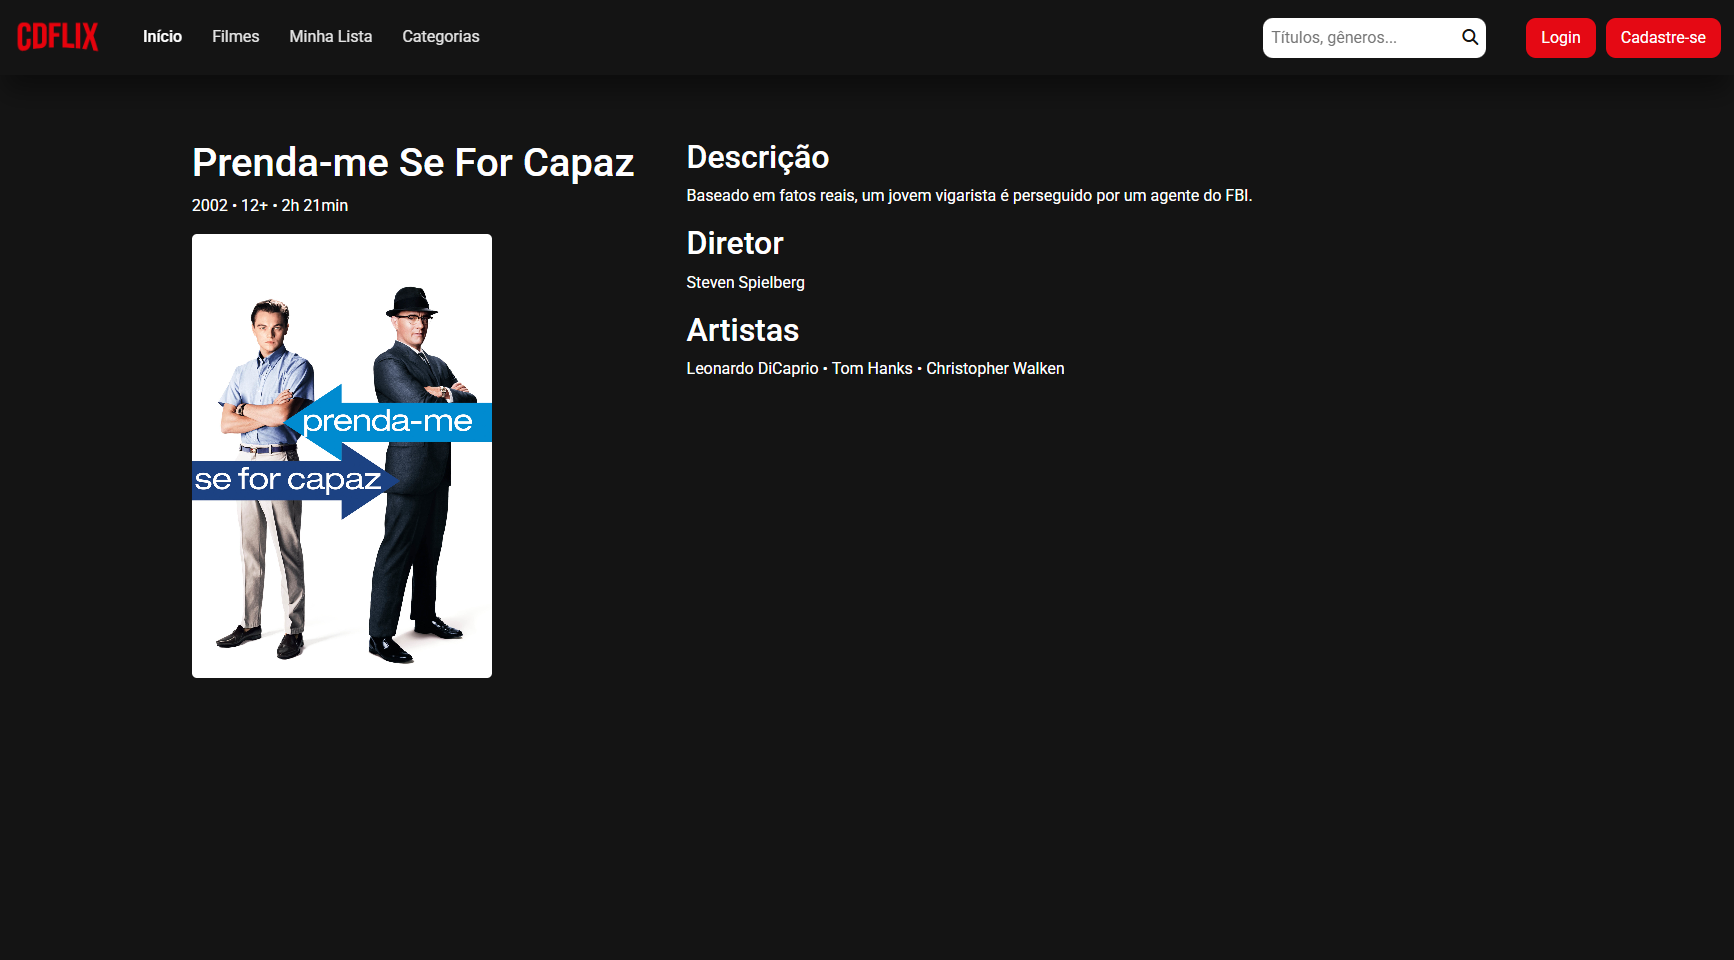 CDFLIX
Início
Filmes
Minha Lista
Categorias
Títulos, gêneros...
Login
Cadastre-se
Prenda-me Se For Capaz
2002 • 12+ • 2h 21min
prenda-me
se for capaz
Descrição
Baseado em fatos reais, um jovem vigarista é perseguido por um agente do FBI.
Diretor
Steven Spielberg
Artistas
Leonardo DiCaprio • Tom Hanks • Christopher Walken